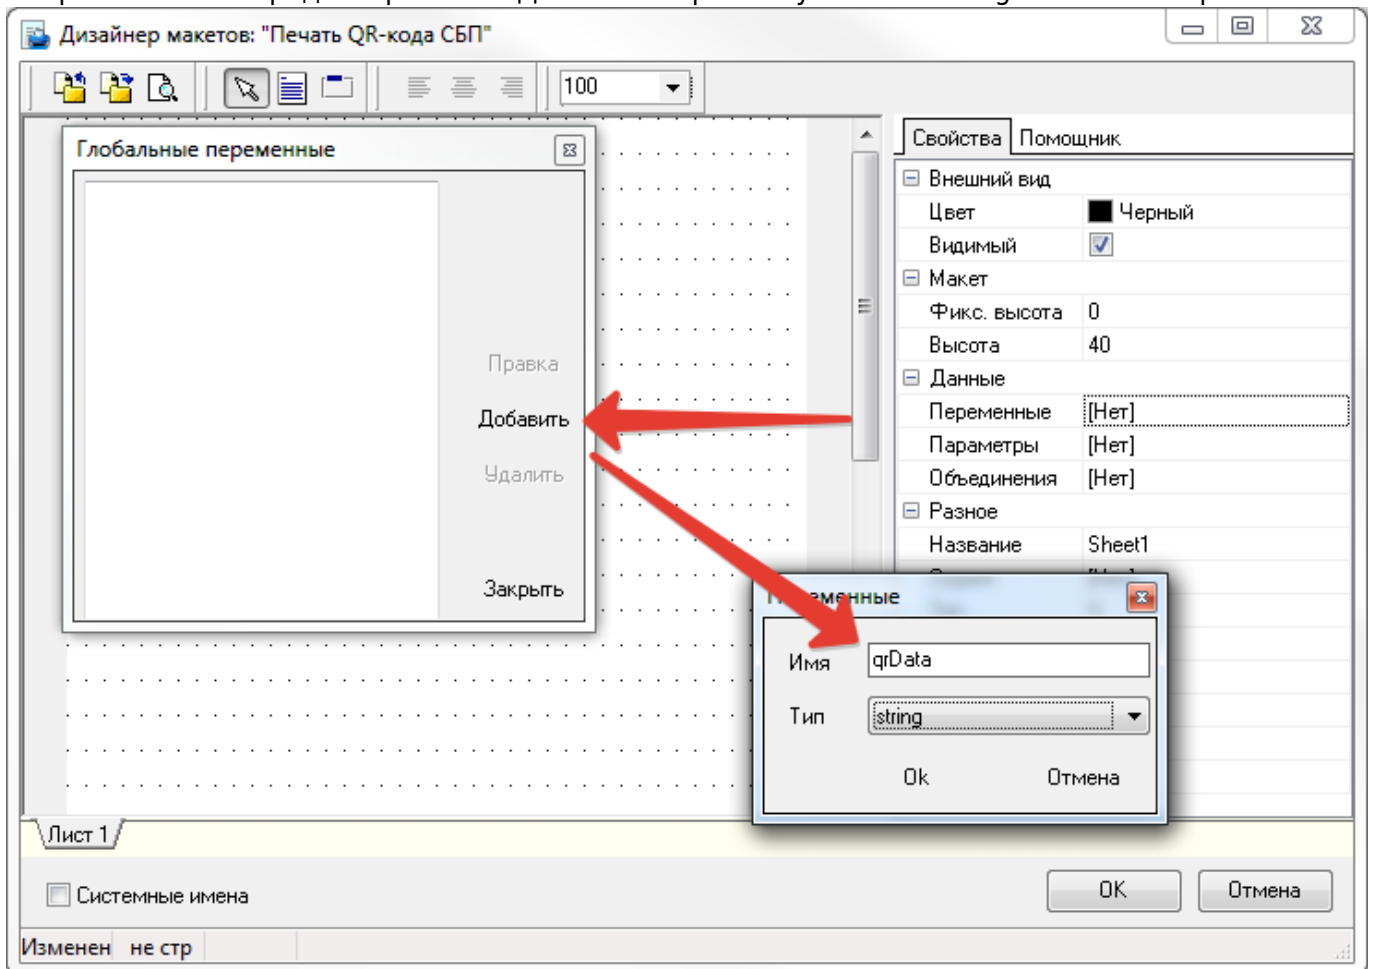 Дизайнер макетов: "Печать QR-кода СБП"
100
Глобальные переменные
Правка
Добавить
Удалить
Закрыть
Свойства Помощник
Внешний вид
Цвет Черный
Видимый
Макет
Фикс. высота 0
Высота 40
Данные
Переменные [Нет]
Параметры [Нет]
Объединения [Нет]
Разное
Название Sheet1
Имя qrData
Тип string
Ok Отмена
Лист 1
Системные имена
OK Отмена
Изменен не стр